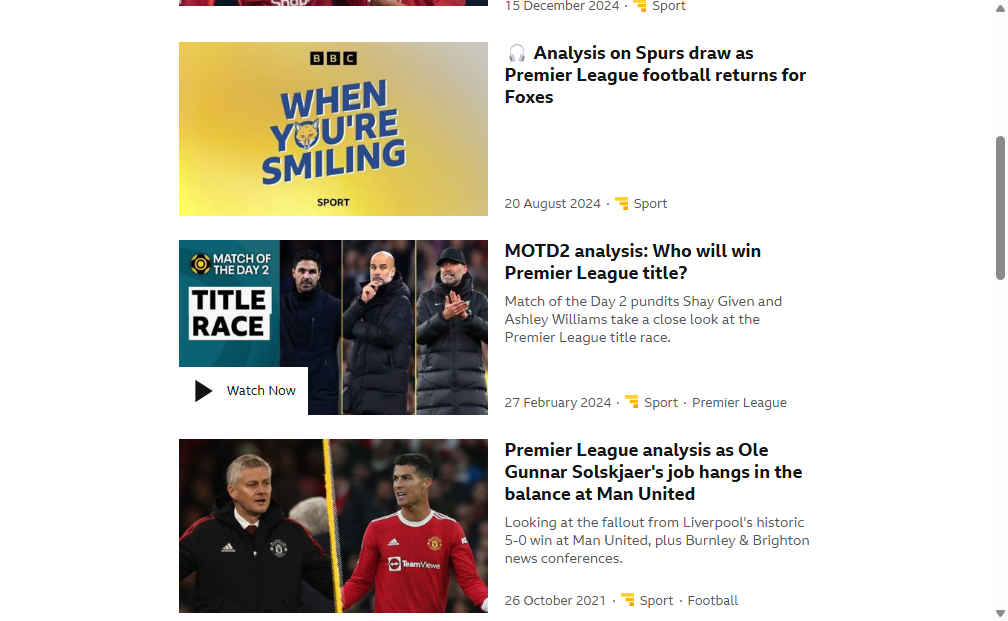 15 December 2024 · Sport
BBC
WHEN
YOU'RE
SMILING
SPORT
Analysis on Spurs draw as
Premier League football returns for
Foxes
20 August 2024 · Sport
MATCH OF
THE DAY 2
TITLE
RACE
Watch Now
MOTD2 analysis: Who will win
Premier League title?
Match of the Day 2 pundits Shay Given and
Ashley Williams take a close look at the
Premier League title race.
27 February 2024 · Sport · Premier League
TeamViewer
Premier League analysis as Ole
Gunnar Solskjaer's job hangs in the
balance at Man United
Looking at the fallout from Liverpool's historic
5-0 win at Man United, plus Burnley & Brighton
news conferences.
26 October 2021 · Sport · Football